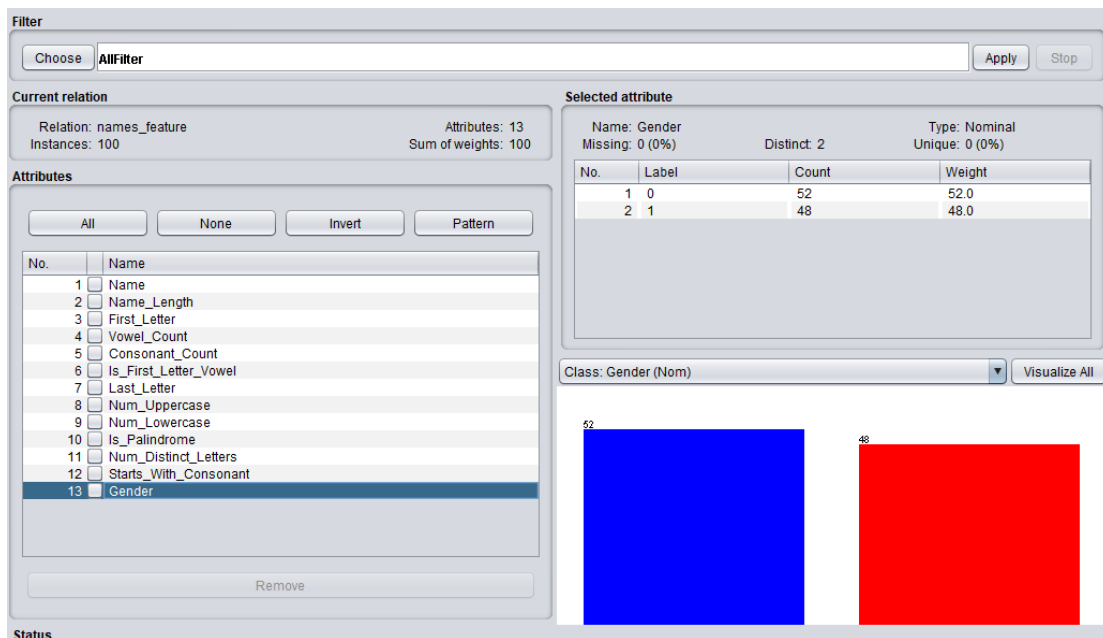 Filter
Choose AllFilter Apply Stop
Current relation
Relation: names_feature Attributes: 13
Instances: 100 Sum of weights: 100
Attributes
All None Invert Pattern
No. Name
1 Name
2 Name_Length
3 First_Letter
4 Vowel_Count
5 Consonant_Count
6 Is_First_Letter_Vowel
7 Last_Letter
8 Num_Uppercase
9 Num_Lowercase
10 Is_Palindrome
11 Num_Distinct_Letters
12 Starts_With_Consonant
13 Gender
Remove
Status
Selected attribute
Name: Gender Type: Nominal
Missing: 0 (0%) Distinct: 2 Unique: 0 (0%)
No. Label Count Weight
1 0 52 52.0
2 1 48 48.0
Class: Gender (Nom) Visualize All
52
48